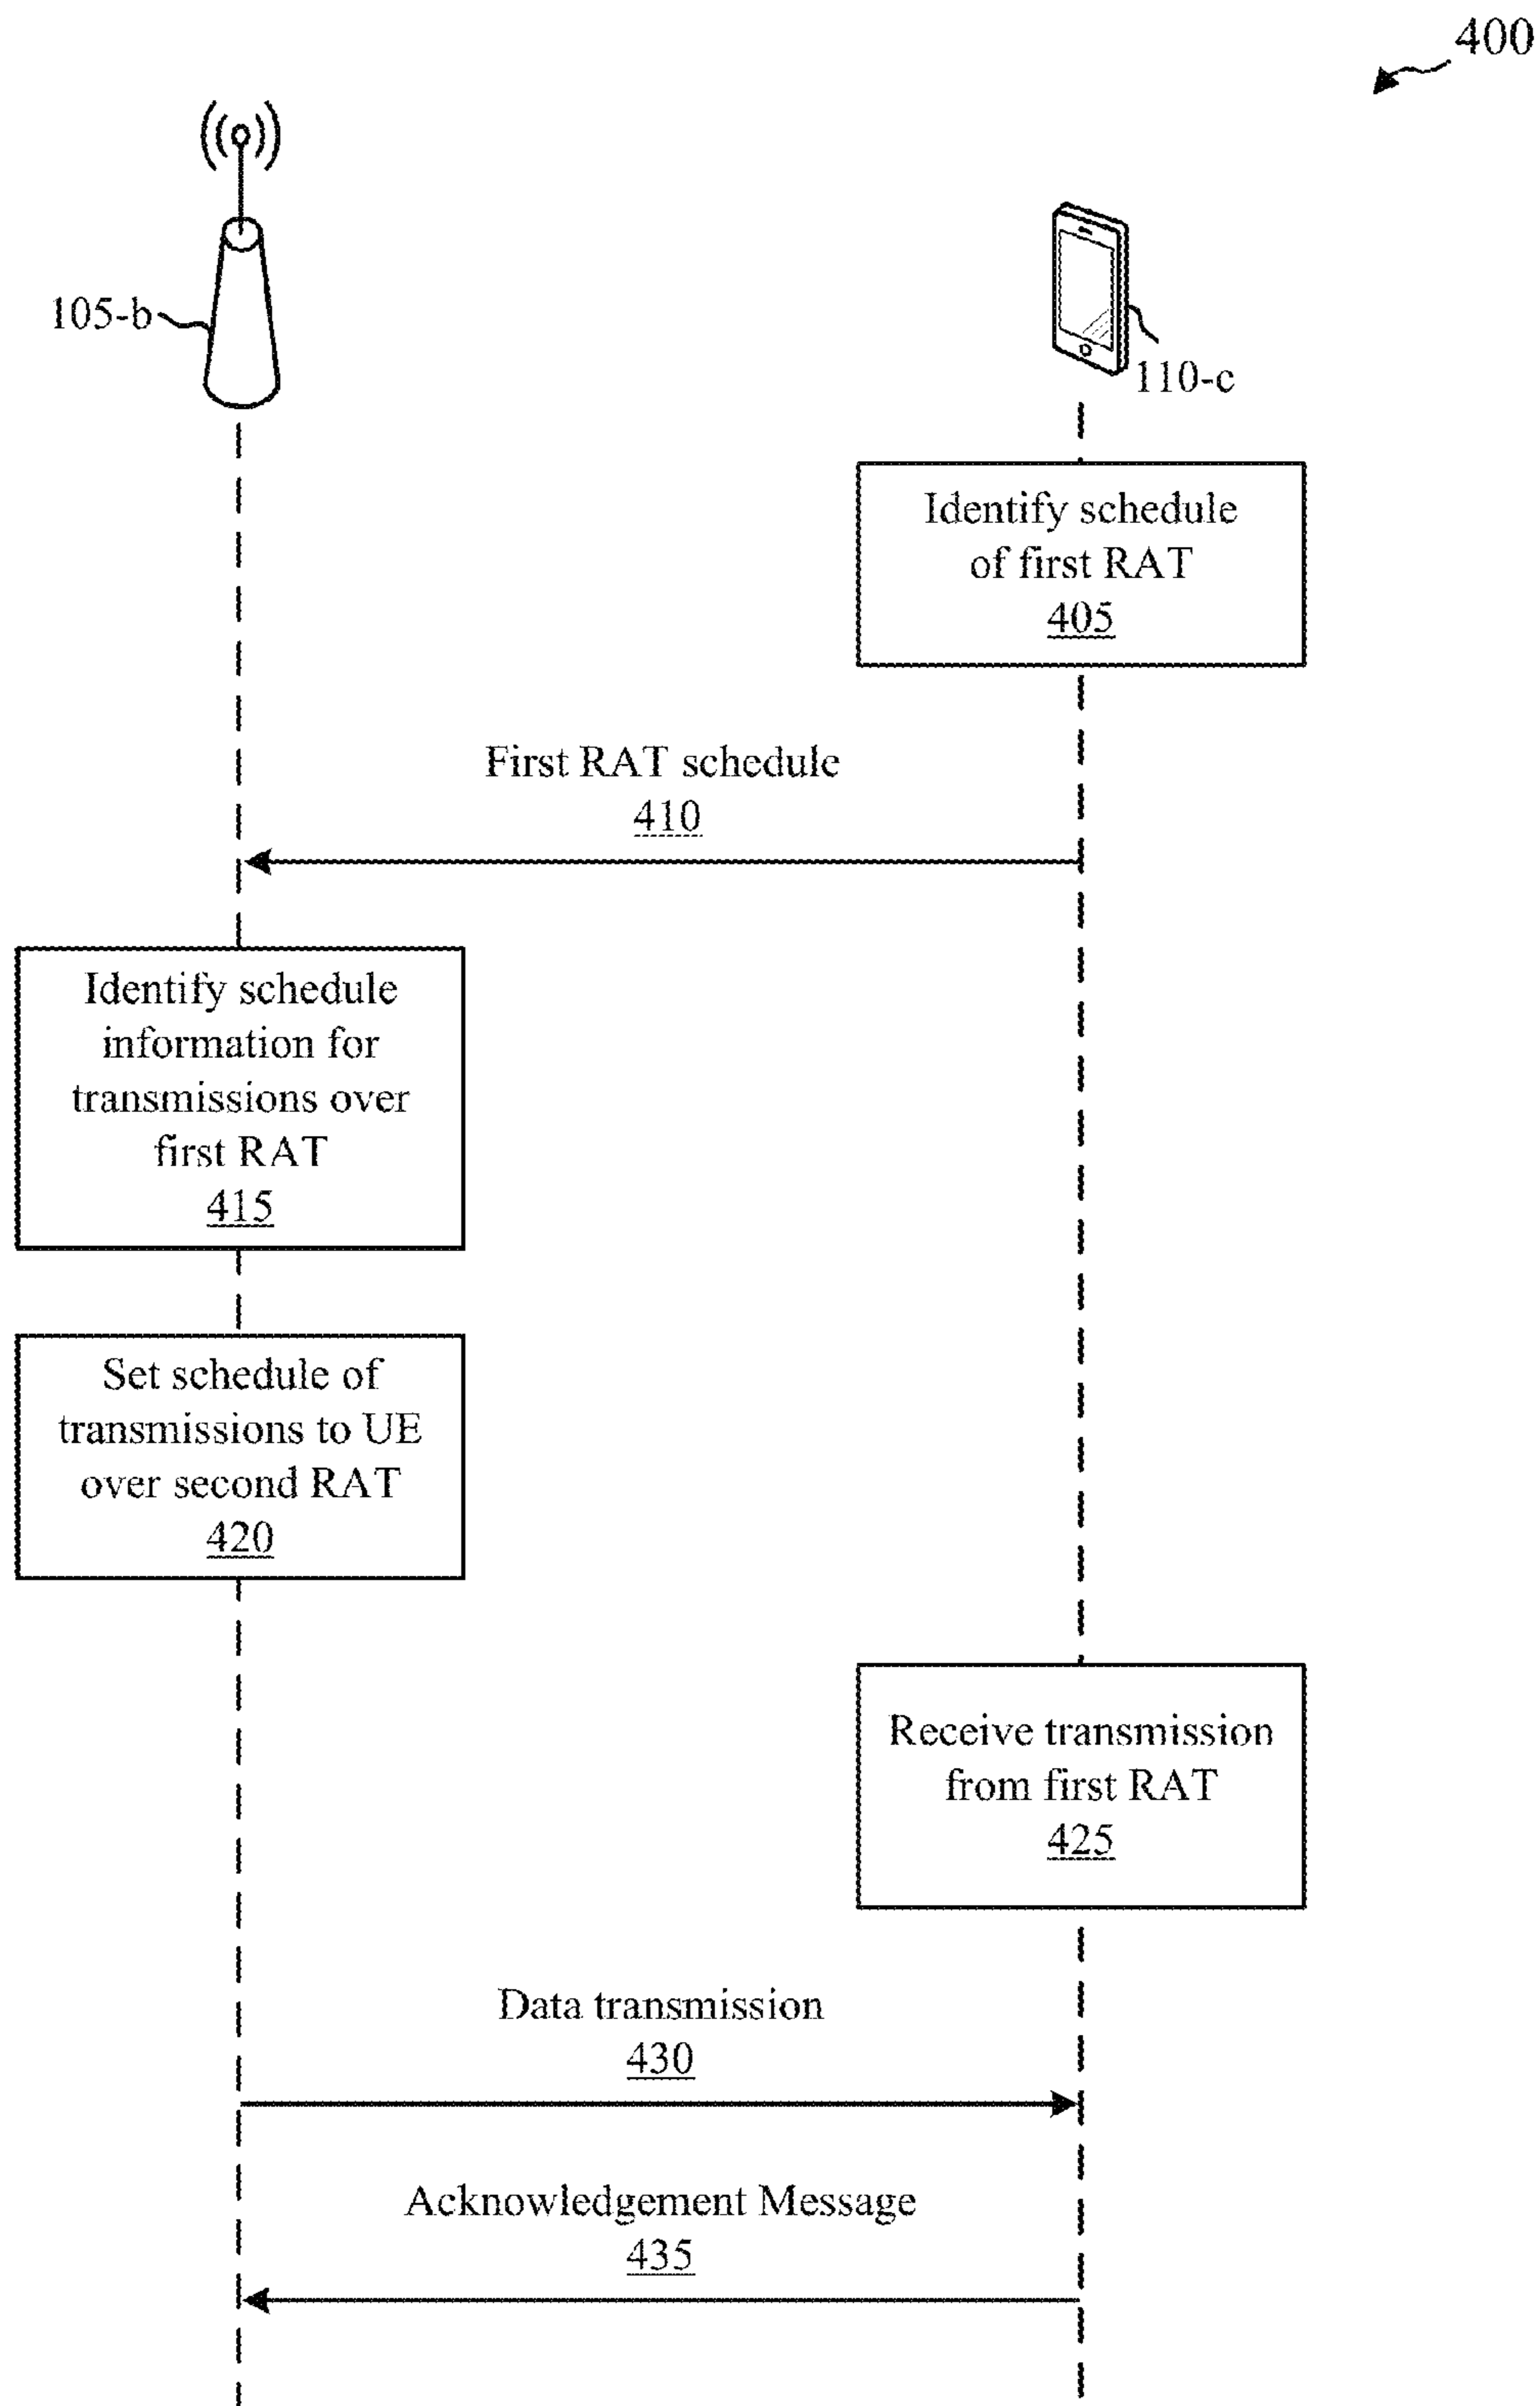 400
105-b
110-c
Identify schedule
of first RAT
405
First RAT schedule
410
Identify schedule
information for
transmissions over
first RAT
415
Set schedule of
transmissions to UE
over second RAT
420
Receive transmission
from first RAT
425
Data transmission
430
Acknowledgement Message
435